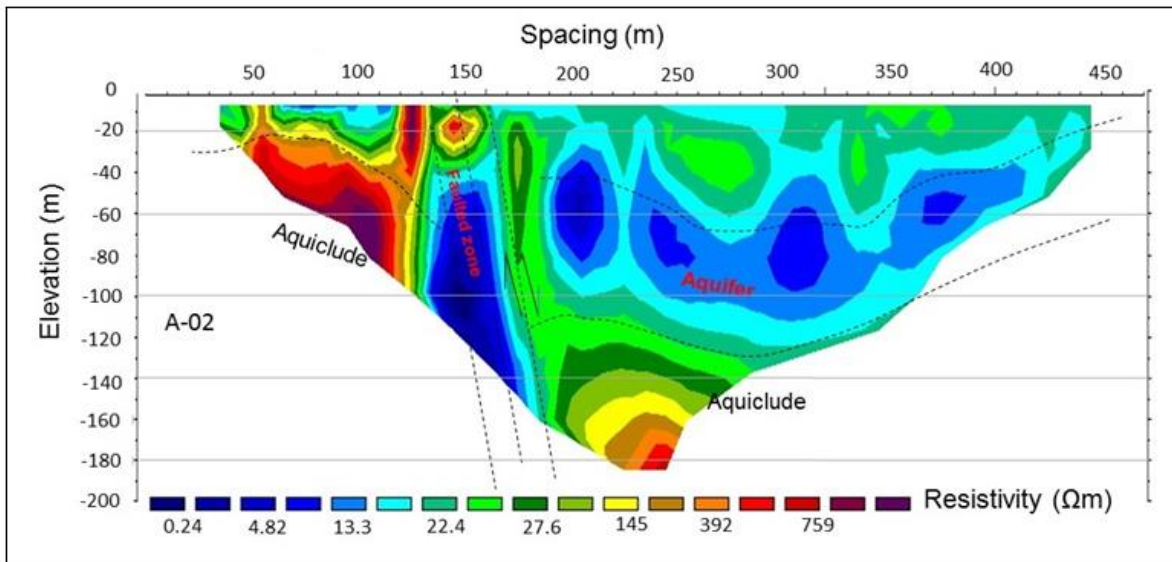 Spacing (m)
50 100 150 200 250 300 350 400 450
Elevation (m)
0
-20
-40
-60
-80
-100
-120
-140
-160
-180
-200
Faulted zone
Aquiclude
Aquifer
A-02
Aquiclude
Resistivity (Ωm)
0.24 4.82 13.3 22.4 27.6 145 392 759